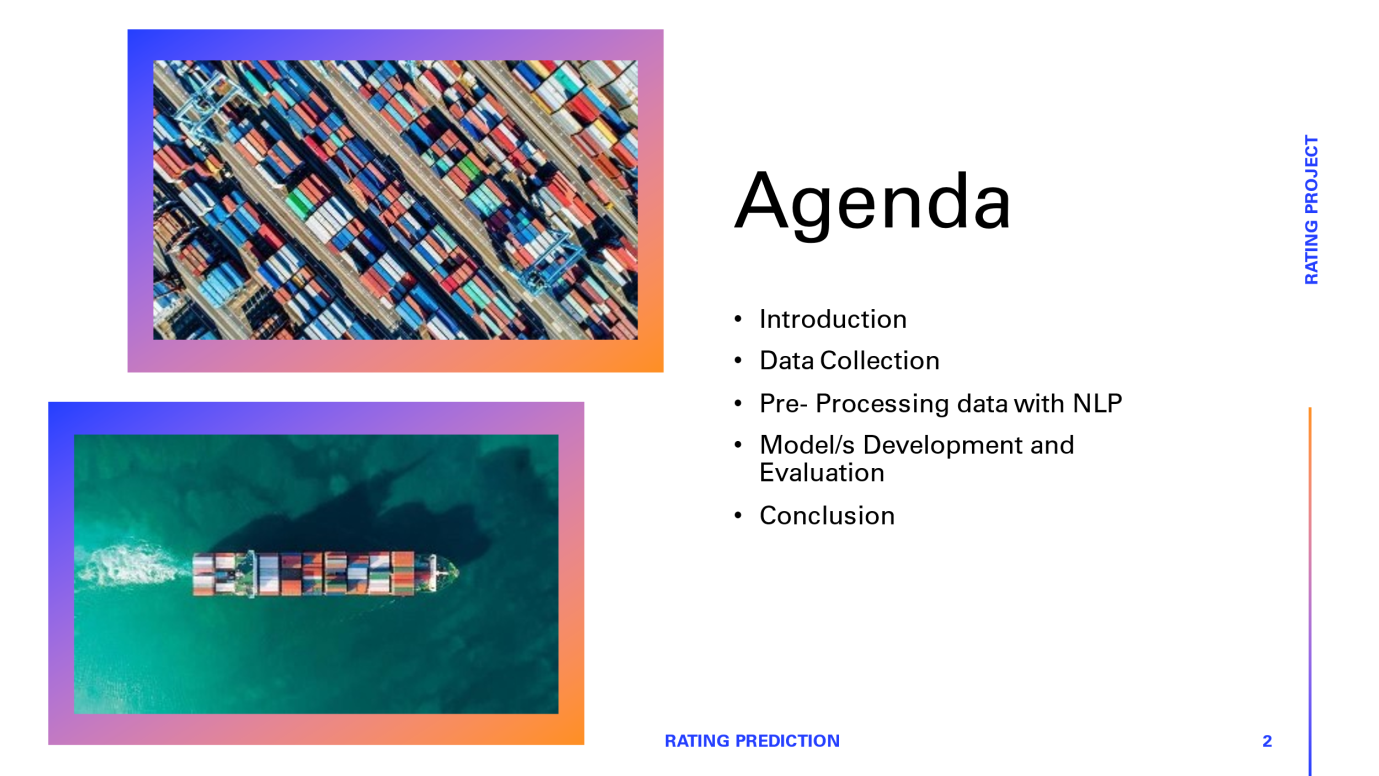 Agenda
RATING PROJECT
• Introduction
• Data Collection
• Pre- Processing data with NLP
• Model/s Development and
Evaluation
• Conclusion
RATING PREDICTION
2